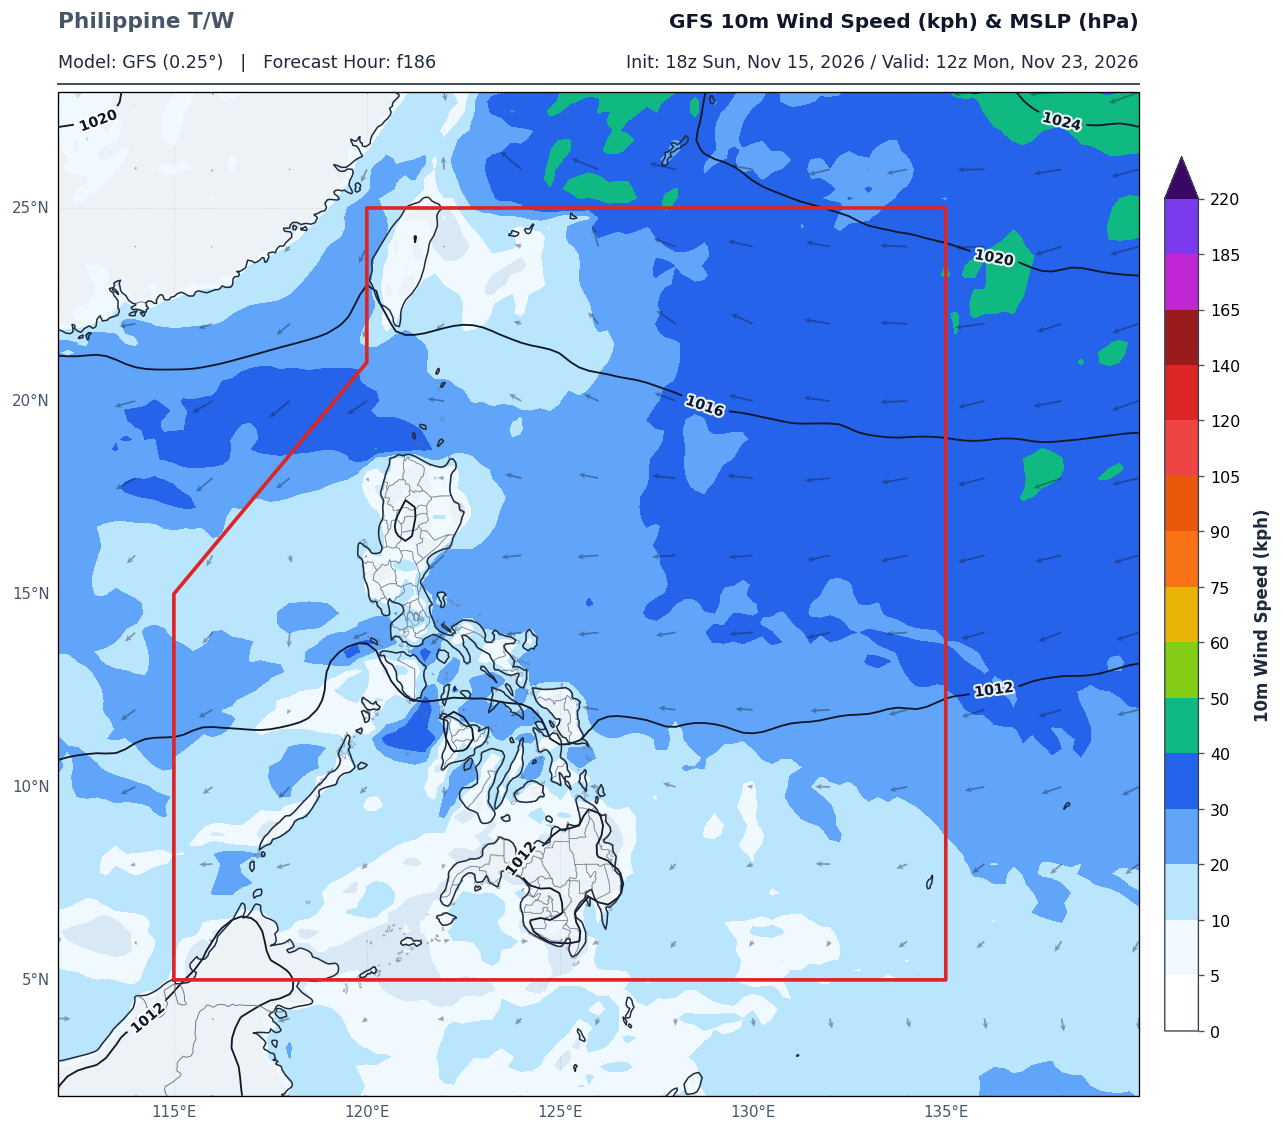 Philippine T/W
GFS 10m Wind Speed (kph) & MSLP (hPa)
Model: GFS (0.25°)   |   Forecast Hour: f186
Init: 18z Sun, Nov 15, 2026 / Valid: 12z Mon, Nov 23, 2026
1020
1024
25°N
1020
20°N
1016
15°N
1012
10°N
1012
5°N
1012
115°E
120°E
125°E
130°E
135°E
220
185
165
140
120
105
90
75
60
50
40
30
20
10
5
0
10m Wind Speed (kph)